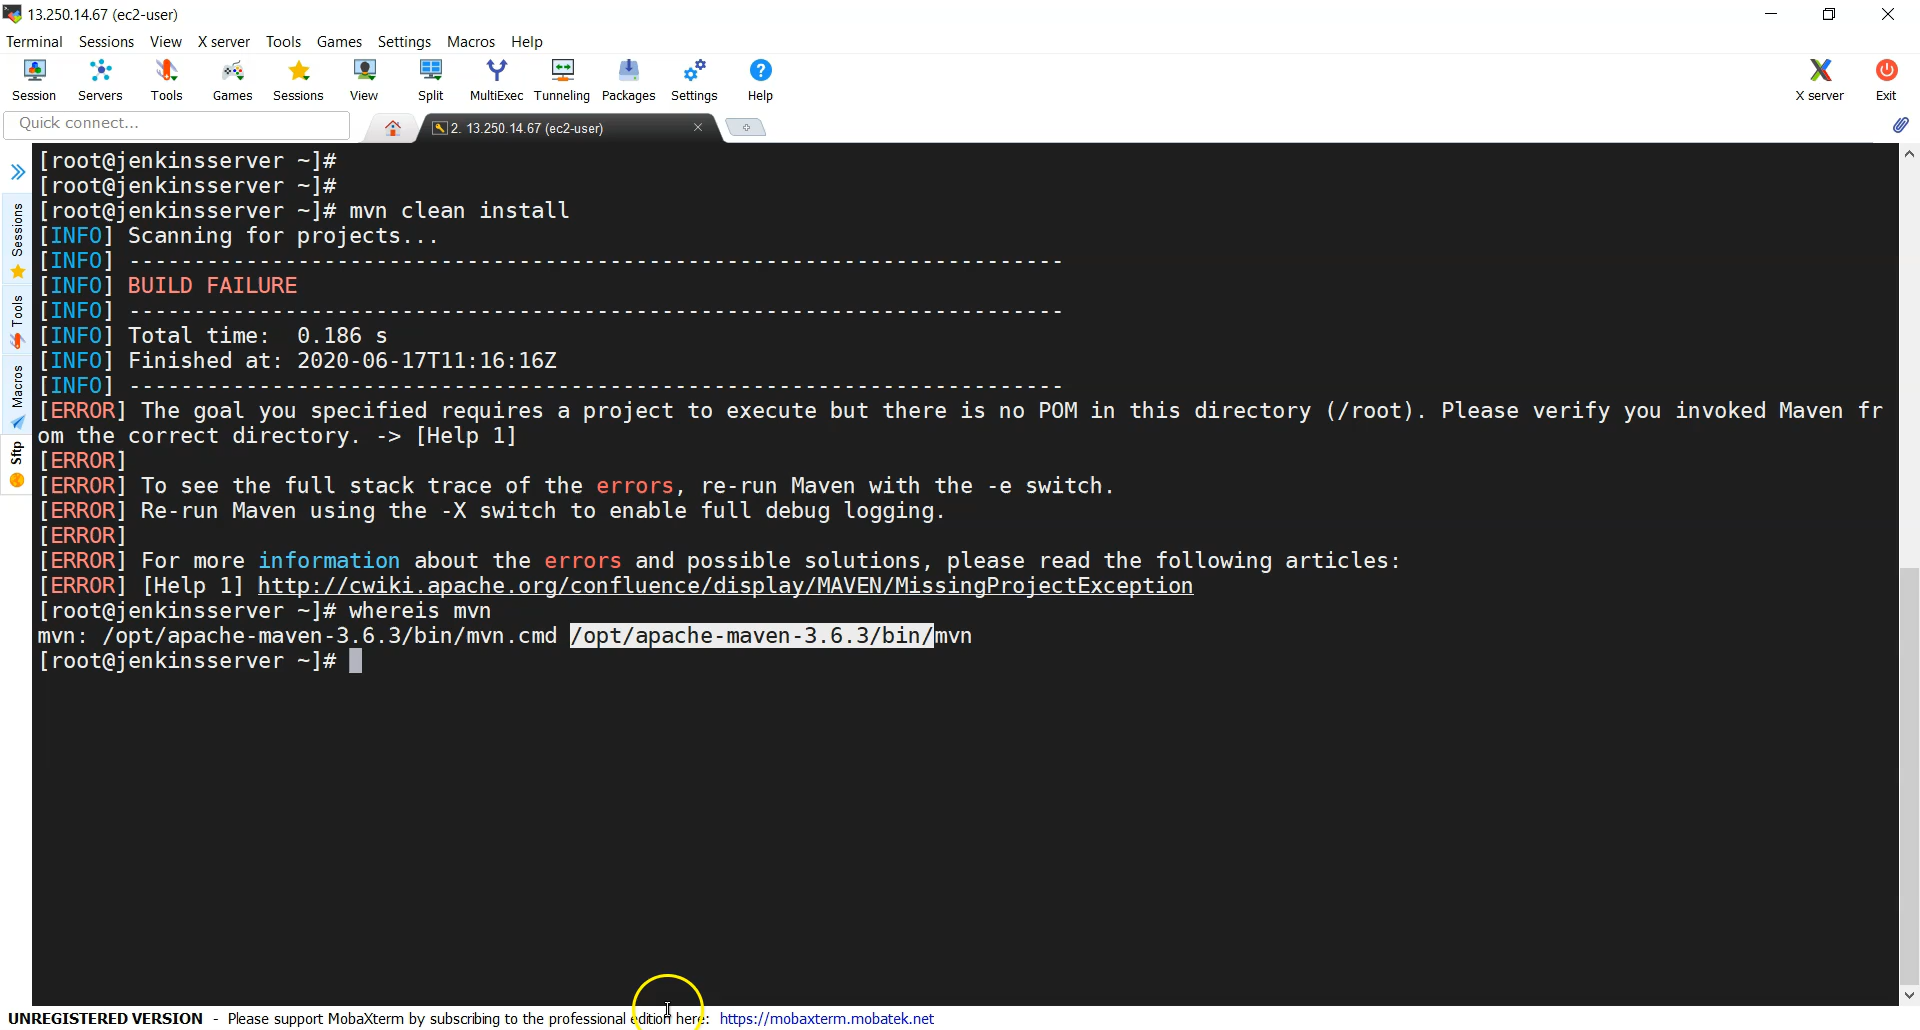 13.250.14.67 (ec2-user)
Terminal Sessions View X server Tools Games Settings Macros Help
Session Servers Tools Games Sessions View Split MultiExec Tunneling Packages Settings Help X server Exit
Quick connect...
2. 13.250.14.67 (ec2-user)
Sessions
Tools
Macros
Sftp
[root@jenkinsserver ~]#
[root@jenkinsserver ~]#
[root@jenkinsserver ~]# mvn clean install
[INFO] Scanning for projects...
[INFO] ------------------------------------------------------------------------
[INFO] BUILD FAILURE
[INFO] ------------------------------------------------------------------------
[INFO] Total time:  0.186 s
[INFO] Finished at: 2020-06-17T11:16:16Z
[INFO] ------------------------------------------------------------------------
[ERROR] The goal you specified requires a project to execute but there is no POM in this directory (/root). Please verify you invoked Maven fr
om the correct directory. -> [Help 1]
[ERROR]
[ERROR] To see the full stack trace of the errors, re-run Maven with the -e switch.
[ERROR] Re-run Maven using the -X switch to enable full debug logging.
[ERROR]
[ERROR] For more information about the errors and possible solutions, please read the following articles:
[ERROR] [Help 1] http://cwiki.apache.org/confluence/display/MAVEN/MissingProjectException
[root@jenkinsserver ~]# whereis mvn
mvn: /opt/apache-maven-3.6.3/bin/mvn.cmd /opt/apache-maven-3.6.3/bin/mvn
[root@jenkinsserver ~]#
UNREGISTERED VERSION - Please support MobaXterm by subscribing to the professional edition here: https://mobaxterm.mobatek.net